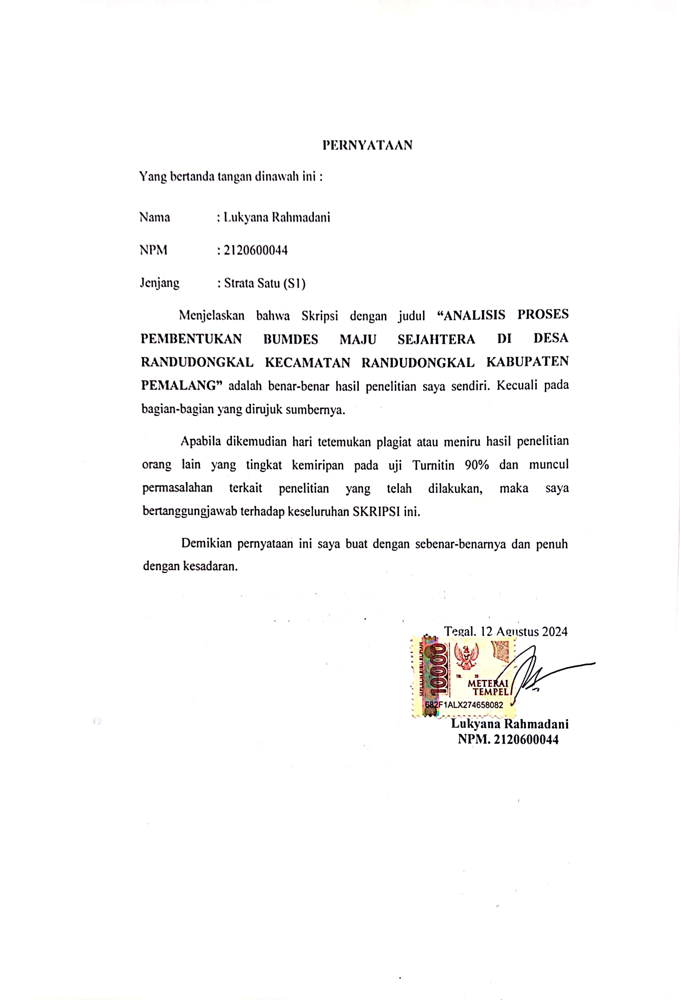 PERNYATAAN
Yang bertanda tangan dinawah ini :
Nama : Lukyana Rahmadani
NPM : 2120600044
Jenjang : Strata Satu (S1)
Menjelaskan bahwa Skripsi dengan judul “ANALISIS PROSES
PEMBENTUKAN BUMDES MAJU SEJAHTERA DI DESA
RANDUDONGKAL KECAMATAN RANDUDONGKAL KABUPATEN
PEMALANG” adalah benar-benar hasil penelitian saya sendiri. Kecuali pada
bagian-bagian yang dirujuk sumbernya.
Apabila dikemudian hari tetemukan plagiat atau meniru hasil penelitian
orang lain yang tingkat kemiripan pada uji Turnitin 90% dan muncul
permasalahan terkait penelitian yang telah dilakukan, maka saya
bertanggungjawab terhadap keseluruhan SKRIPSI ini.
Demikian pernyataan ini saya buat dengan sebenar-benarnya dan penuh
dengan kesadaran.
Tegal, 12 Agustus 2024
SEPULUH RIBU RUPIAH
10000
TGL. 20
METERAI
TEMPEL
682F1ALX274658082
Lukyana Rahmadani
NPM. 2120600044